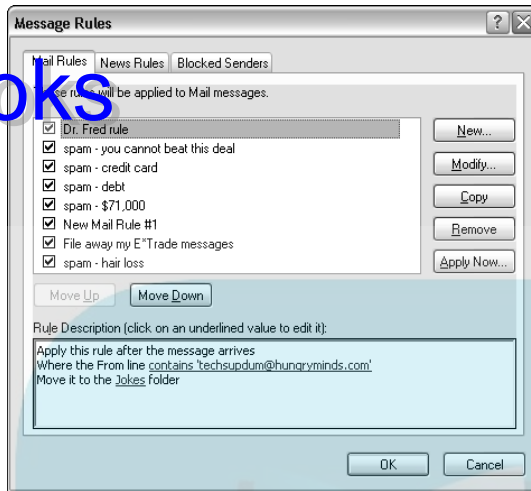 Message Rules
Mail Rules News Rules Blocked Senders
oks
These rules will be applied to Mail messages.
Dr. Fred rule
spam - you cannot beat this deal
spam - credit card
spam - debt
spam - $71,000
New Mail Rule #1
File away my E*Trade messages
spam - hair loss
New...
Modify...
Copy
Remove
Apply Now...
Move Up Move Down
Rule Description (click on an underlined value to edit it):
Apply this rule after the message arrives
Where the From line contains 'techsupdum@hungryminds.com'
Move it to the Jokes folder
OK Cancel